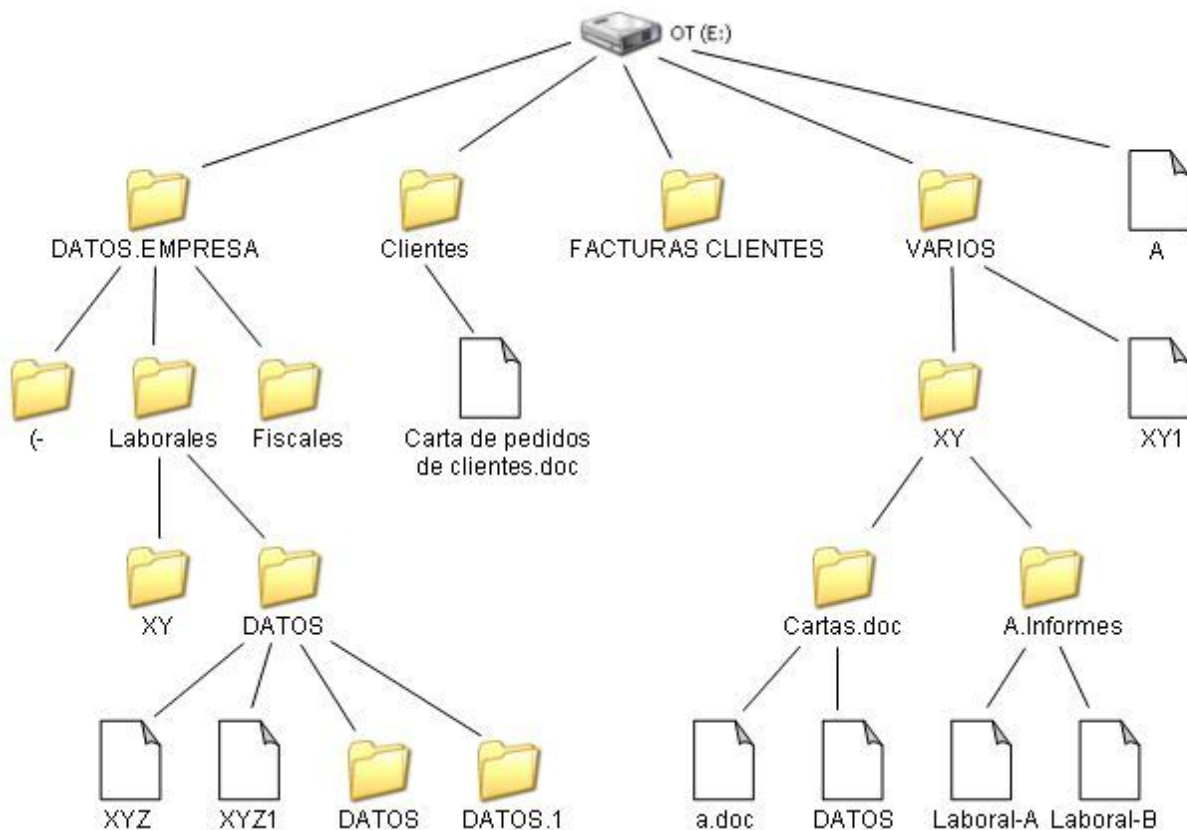 OT (E:)
DATOS.EMPRESA
Clientes
FACTURAS CLIENTES
VARIOS
A
(-
Laborales
Fiscales
Carta de pedidos
de clientes.doc
XY
XY1
XY
DATOS
Cartas.doc
A.Informes
XYZ
XYZ1
DATOS
DATOS.1
a.doc
DATOS
Laboral-A
Laboral-B